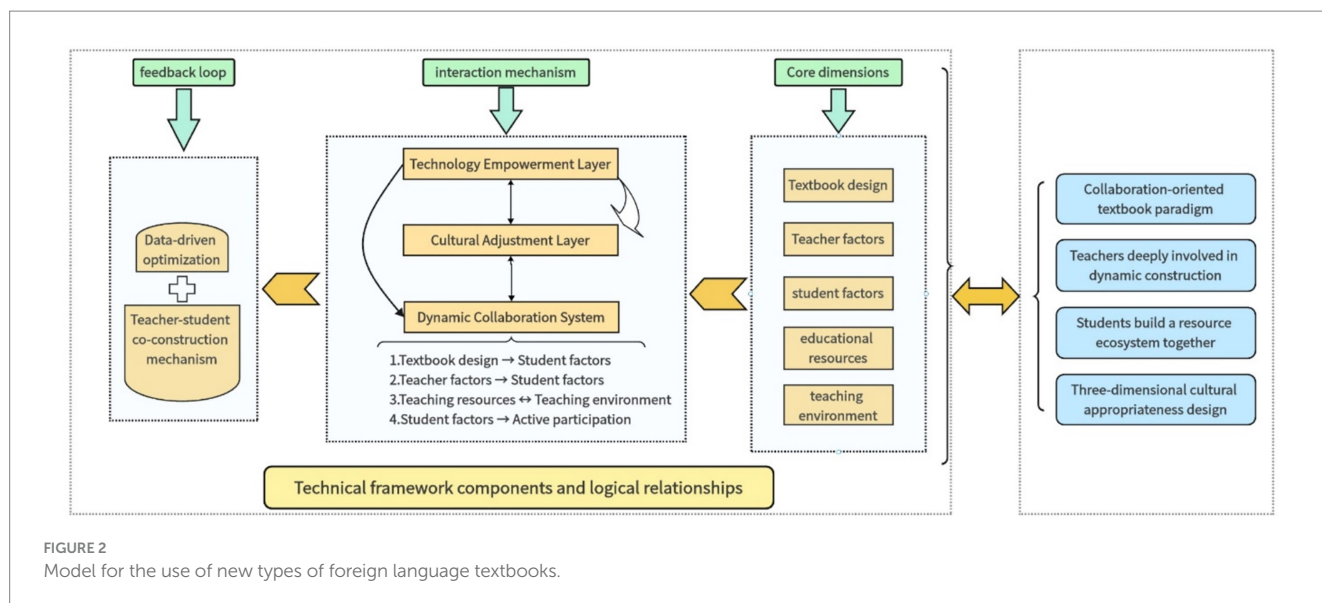 feedback loop
interaction mechanism
Core dimensions
Data-driven
optimization
Teacher-student
co-construction
mechanism
Technology Empowerment Layer
Cultural Adjustment Layer
Dynamic Collaboration System
1.Textbook design → Student factors
2.Teacher factors → Student factors
3.Teaching resources ↔ Teaching environment
4.Student factors → Active participation
Textbook design
Teacher factors
student factors
educational
resources
teaching
environment
Collaboration-oriented
textbook paradigm
Teachers deeply involved in
dynamic construction
Students build a resource
ecosystem together
Three-dimensional cultural
appropriateness design
Technical framework components and logical relationships
FIGURE 2
Model for the use of new types of foreign language textbooks.